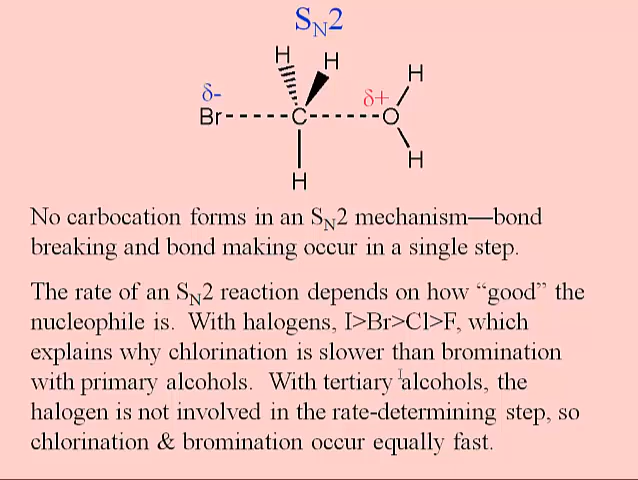 S_N2
H H
H
δ- δ+
Br C O
H
H
No carbocation forms in an S_N2 mechanism—bond
breaking and bond making occur in a single step.
The rate of an S_N2 reaction depends on how “good” the
nucleophile is. With halogens, I>Br>Cl>F, which
explains why chlorination is slower than bromination
with primary alcohols. With tertiary alcohols, the
halogen is not involved in the rate-determining step, so
chlorination & bromination occur equally fast.